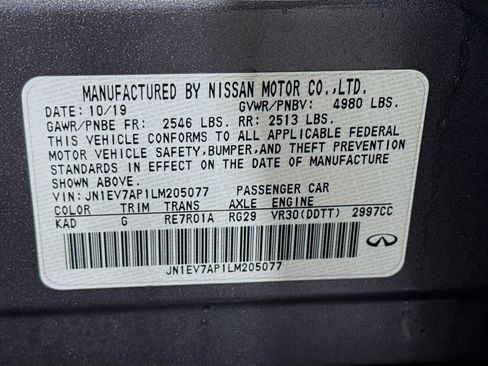 MANUFACTURED BY NISSAN MOTOR CO.,LTD.
DATE: 10/19 GVWR/PNBV: 4980 LBS.
GAWR/PNBE FR: 2546 LBS. RR: 2513 LBS.
THIS VEHICLE CONFORMS TO ALL APPLICABLE FEDERAL
MOTOR VEHICLE SAFETY,BUMPER,AND THEFT PREVENTION
STANDARDS IN EFFECT ON THE DATE OF MANUFACTURE
SHOWN ABOVE.
VIN: JN1EV7AP1LM205077 PASSENGER CAR
COLOR TRIM TRANS AXLE ENGINE
KAD G RE7R01A RG29 VR30(DDTT) 2997CC
JN1EV7AP1LM205077